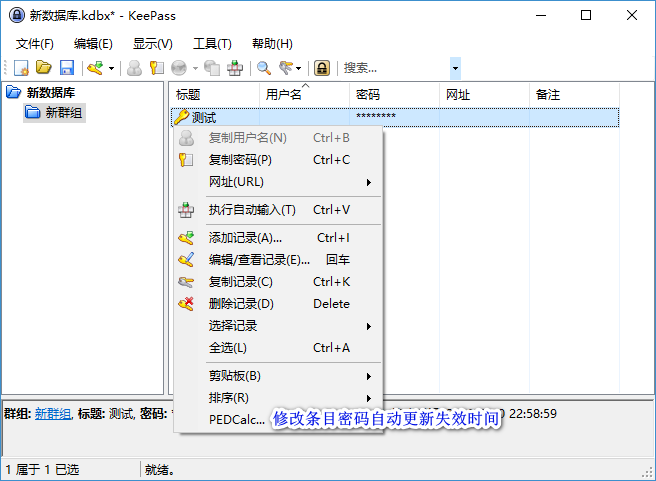 新数据库.kdbx* - KeePass
文件(F) 编辑(E) 显示(V) 工具(T) 帮助(H)
搜索...
新数据库
新群组
标题 用户名 密码 网址 备注
测试 ********
复制用户名(N) Ctrl+B
复制密码(P) Ctrl+C
网址(URL)
执行自动输入(T) Ctrl+V
添加记录(A)... Ctrl+I
编辑/查看记录(E)... 回车
复制记录(C) Ctrl+K
删除记录(D) Delete
选择记录
全选(L) Ctrl+A
剪贴板(B)
排序(R)
PEDCalc... 修改条目密码自动更新失效时间
群组: 新群组, 标题: 测试, 密码: 22:58:59
1 属于 1 已选 就绪。